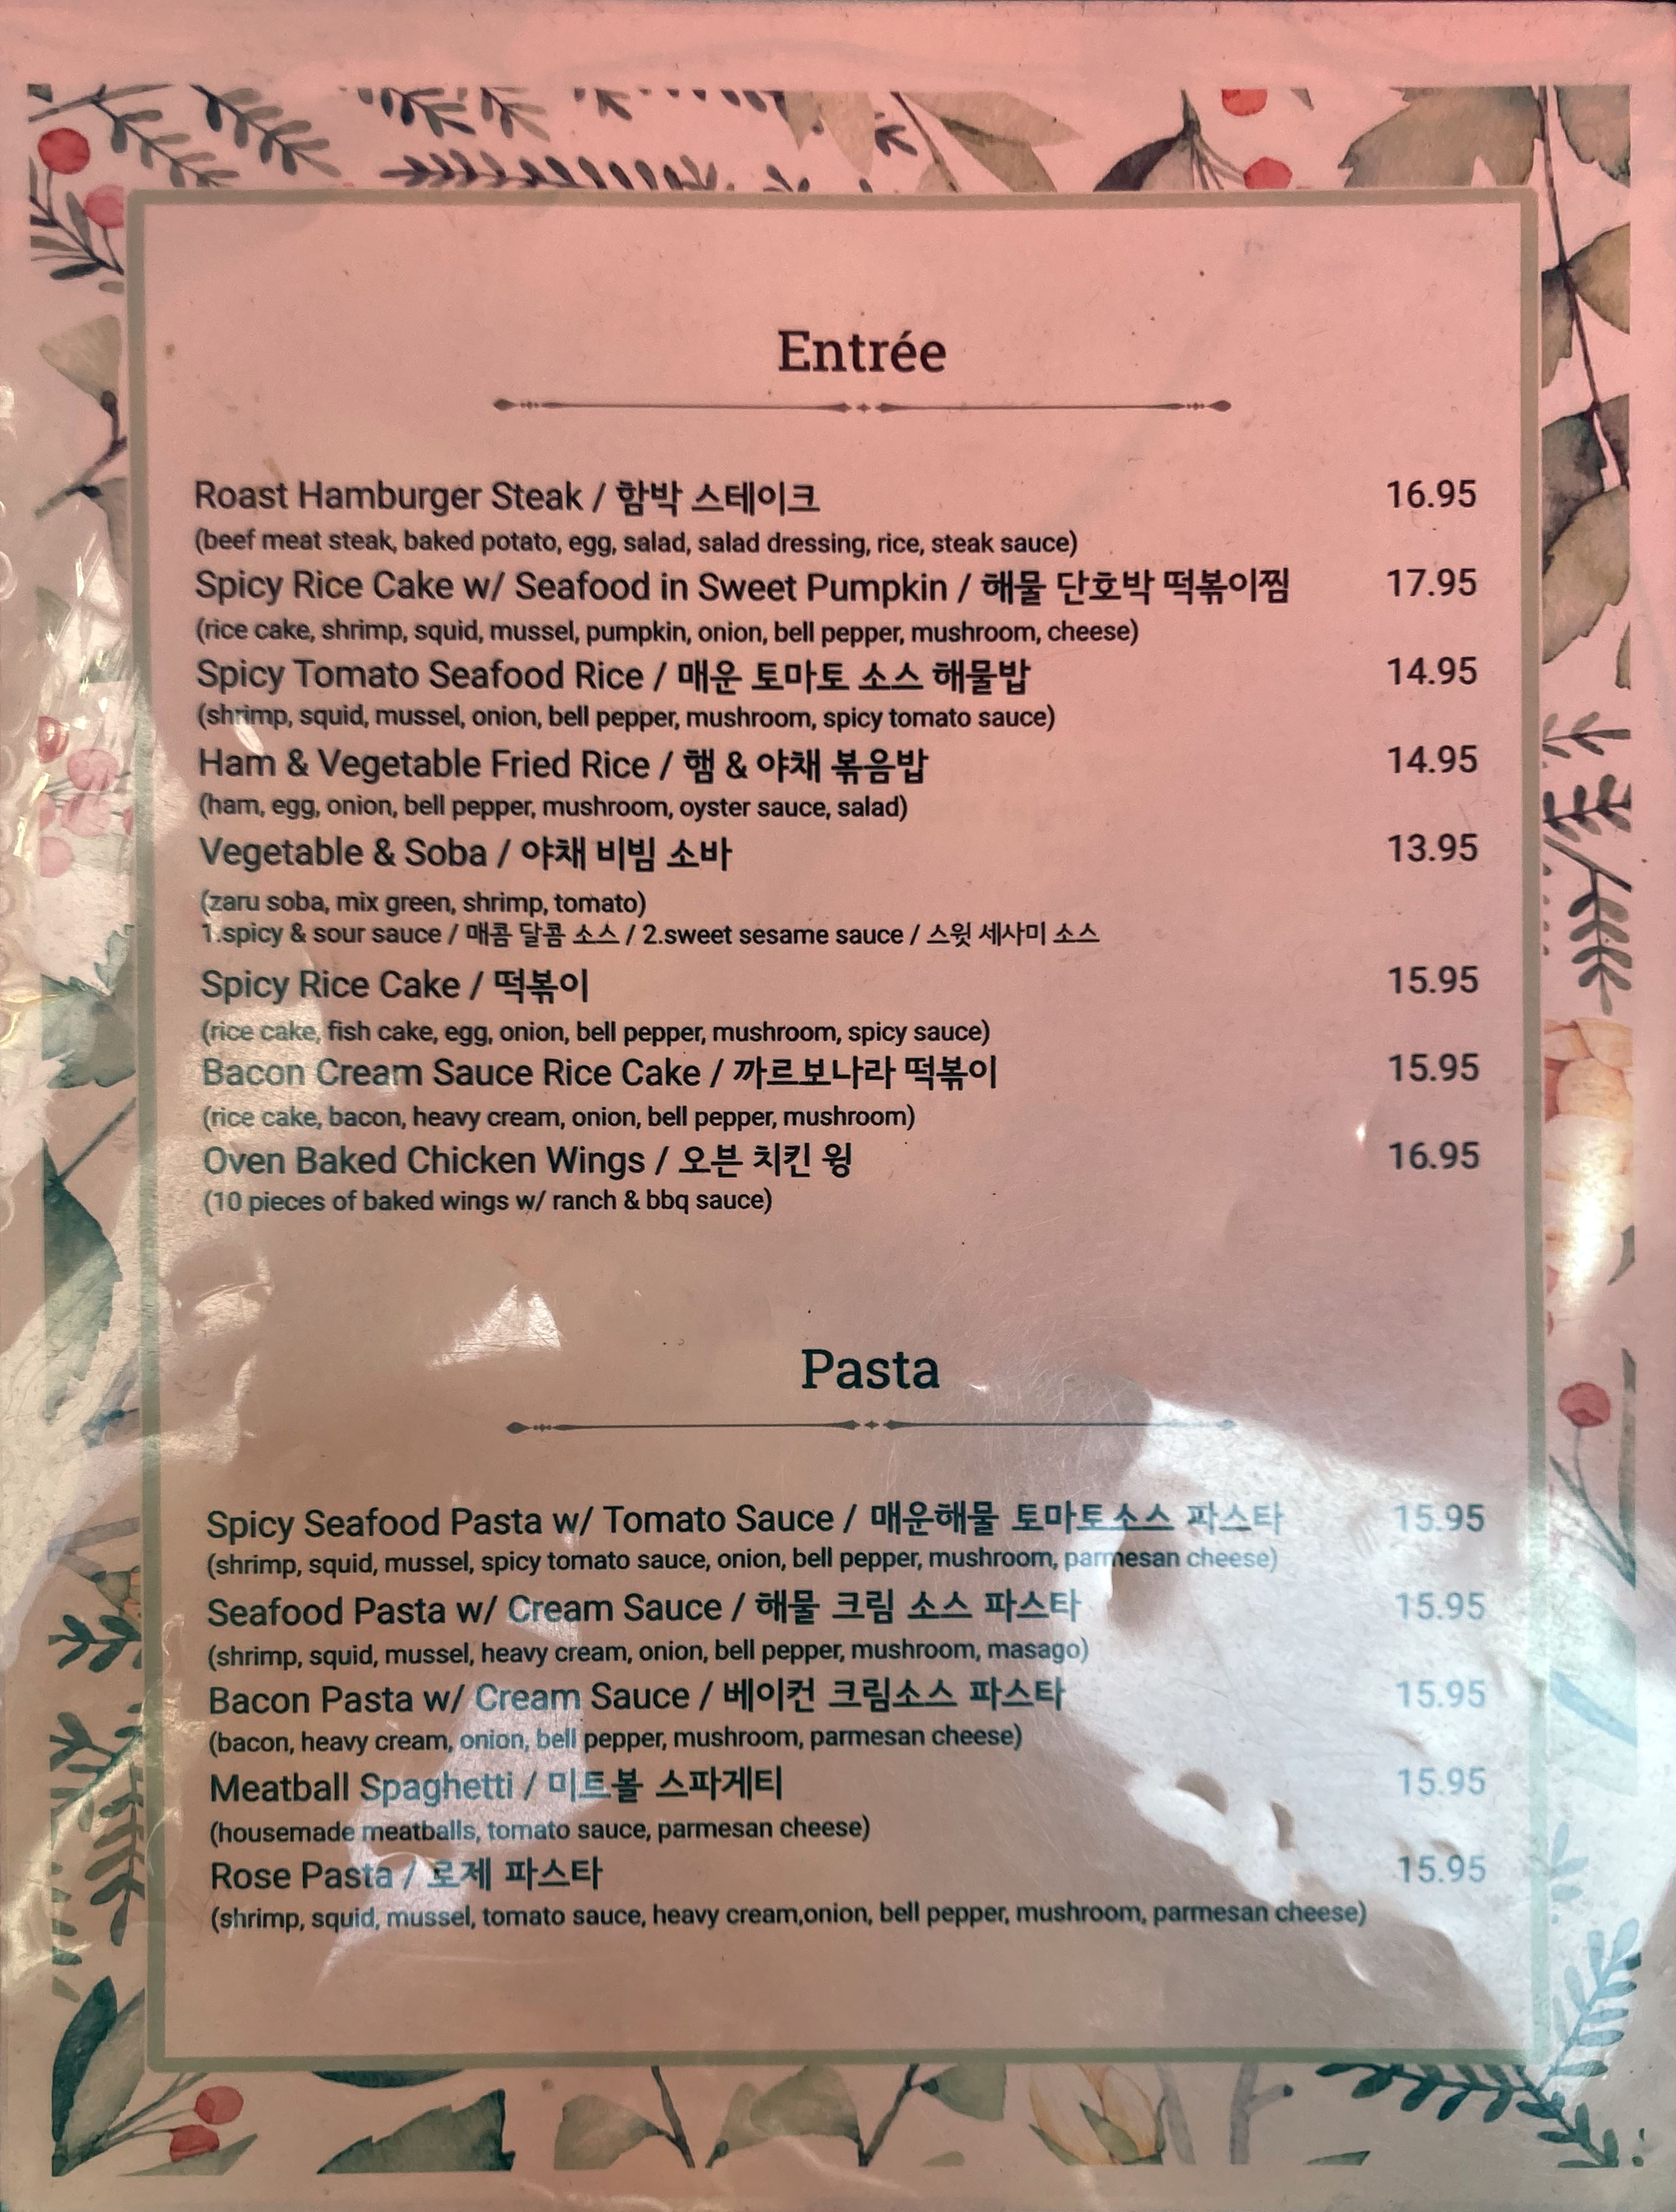 Entrée
Roast Hamburger Steak / 함박 스테이크 16.95
(beef meat steak, baked potato, egg, salad, salad dressing, rice, steak sauce)
Spicy Rice Cake w/ Seafood in Sweet Pumpkin / 해물 단호박 떡볶이찜 17.95
(rice cake, shrimp, squid, mussel, pumpkin, onion, bell pepper, mushroom, cheese)
Spicy Tomato Seafood Rice / 매운 토마토 소스 해물밥 14.95
(shrimp, squid, mussel, onion, bell pepper, mushroom, spicy tomato sauce)
Ham & Vegetable Fried Rice / 햄 & 야채 볶음밥 14.95
(ham, egg, onion, bell pepper, mushroom, oyster sauce, salad)
Vegetable & Soba / 야채 비빔 소바 13.95
(zaru soba, mix green, shrimp, tomato)
1.spicy & sour sauce / 매콤 달콤 소스 / 2.sweet sesame sauce / 스윗 세사미 소스
Spicy Rice Cake / 떡볶이 15.95
(rice cake, fish cake, egg, onion, bell pepper, mushroom, spicy sauce)
Bacon Cream Sauce Rice Cake / 까르보나라 떡볶이 15.95
(rice cake, bacon, heavy cream, onion, bell pepper, mushroom)
Oven Baked Chicken Wings / 오븐 치킨 윙 16.95
(10 pieces of baked wings w/ ranch & bbq sauce)
Pasta
Spicy Seafood Pasta w/ Tomato Sauce / 매운해물 토마토소스 파스타 15.95
(shrimp, squid, mussel, spicy tomato sauce, onion, bell pepper, mushroom, parmesan cheese)
Seafood Pasta w/ Cream Sauce / 해물 크림 소스 파스타 15.95
(shrimp, squid, mussel, heavy cream, onion, bell pepper, mushroom, masago)
Bacon Pasta w/ Cream Sauce / 베이컨 크림소스 파스타 15.95
(bacon, heavy cream, onion, bell pepper, mushroom, parmesan cheese)
Meatball Spaghetti / 미트볼 스파게티 15.95
(housemade meatballs, tomato sauce, parmesan cheese)
Rose Pasta / 로제 파스타 15.95
(shrimp, squid, mussel, tomato sauce, heavy cream,onion, bell pepper, mushroom, parmesan cheese)